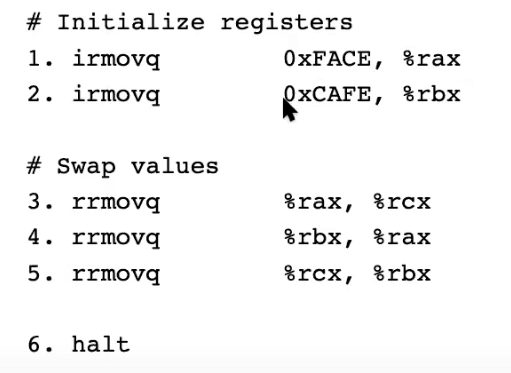 # Initialize registers
1. irmovq 0xFACE, %rax
2. irmovq 0xCAFE, %rbx
# Swap values
3. rrmovq %rax, %rcx
4. rrmovq %rbx, %rax
5. rrmovq %rcx, %rbx
6. halt